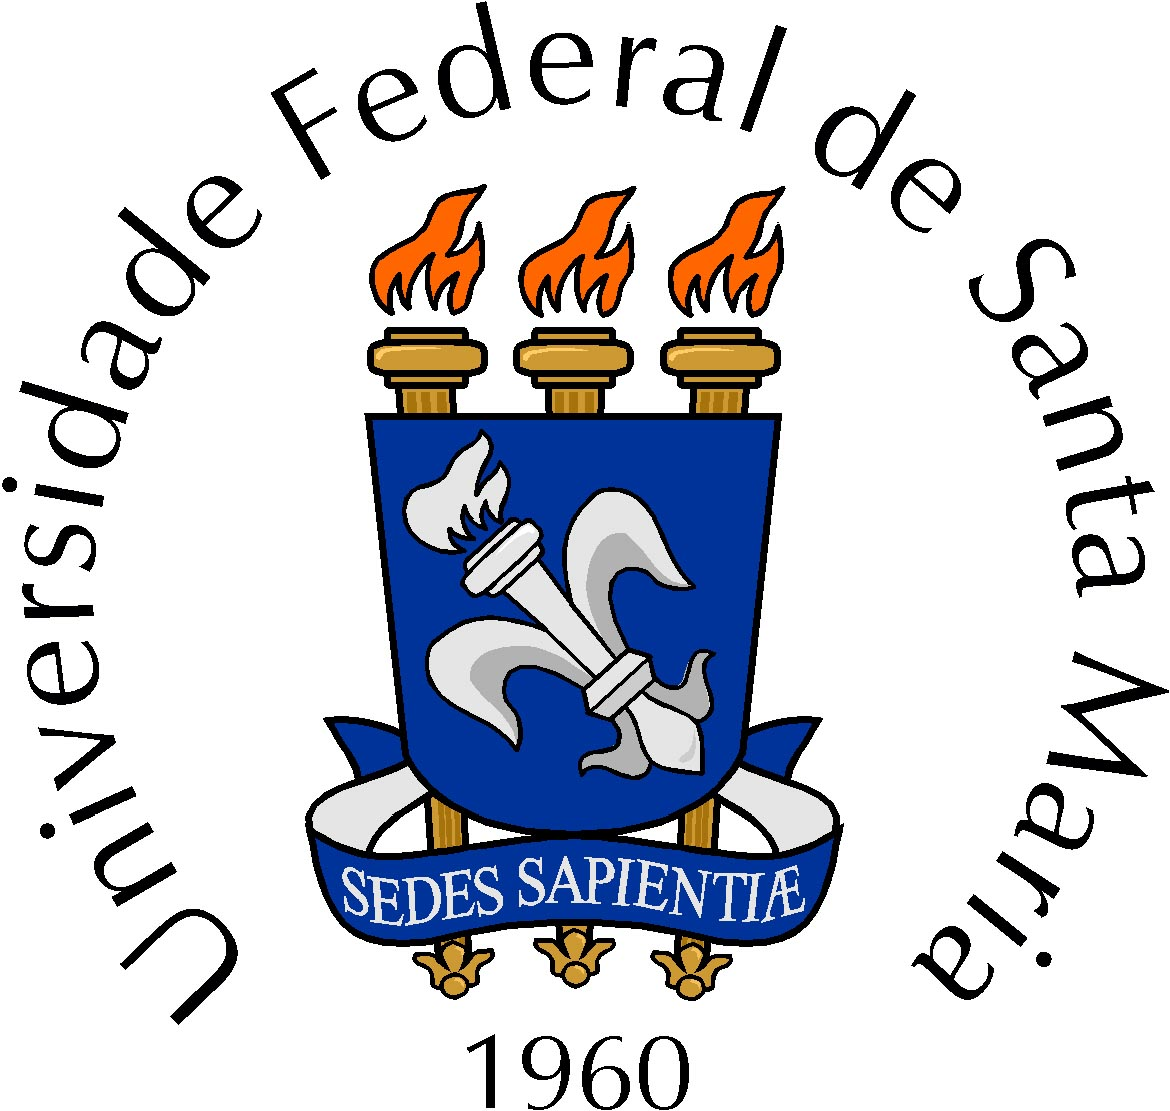 Universidade Federal de Santa Maria
SEDES SAPIENTIÆ
1960